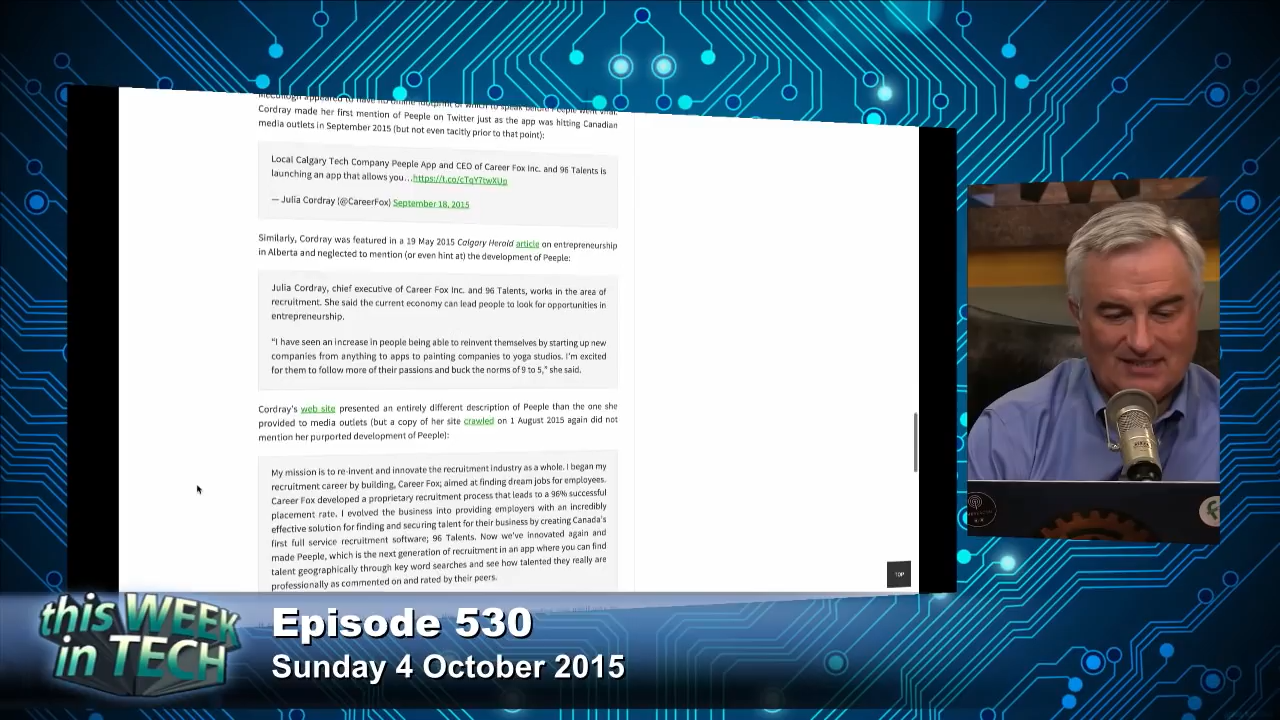 Cordray made her first mention of Peeple on Twitter just as the app was hitting Canadian
media outlets in September 2015 (but not even tacitly prior to that point):
Local Calgary Tech Company Peeple App and CEO of Career Fox Inc. and 96 Talents is
launching an app that allows you…https://t.co/cTqY7twXUp
— Julia Cordray (@CareerFox) September 18, 2015
Similarly, Cordray was featured in a 19 May 2015 Calgary Herald article on entrepreneurship
in Alberta and neglected to mention (or even hint at) the development of Peeple:
Julia Cordray, chief executive of Career Fox Inc. and 96 Talents, works in the area of
recruitment. She said the current economy can lead people to look for opportunities in
entrepreneurship.
“I have seen an increase in people being able to reinvent themselves by starting up new
companies from anything to apps to painting companies to yoga studios. I'm excited
for them to follow more of their passions and buck the norms of 9 to 5,” she said.
Cordray's web site presented an entirely different description of Peeple than the one she
provided to media outlets (but a copy of her site crawled on 1 August 2015 again did not
mention her purported development of Peeple):
My mission is to re-invent and innovate the recruitment industry as a whole. I began my
recruitment career by building, Career Fox; aimed at finding dream jobs for employees.
Career Fox developed a proprietary recruitment process that leads to a 96% successful
placement rate. I evolved the business into providing employers with an incredibly
effective solution for finding and securing talent for their business by creating Canada's
first full service recruitment software; 96 Talents. Now we've innovated again and
made Peeple, which is the next generation of recruitment in an app where you can find
talent geographically through key word searches and see how talented they really are
professionally as commented on and rated by their peers.
TOP
this WEEK
in TECH
Episode 530
Sunday 4 October 2015